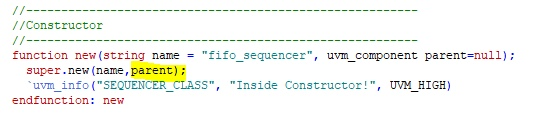 //------------------------------------------------------------
//Constructor
//------------------------------------------------------------
function new(string name = "fifo_sequencer", uvm_component parent=null);
super.new(name,parent);
`uvm_info("SEQUENCER_CLASS", "Inside Constructor!", UVM_HIGH)
endfunction: new